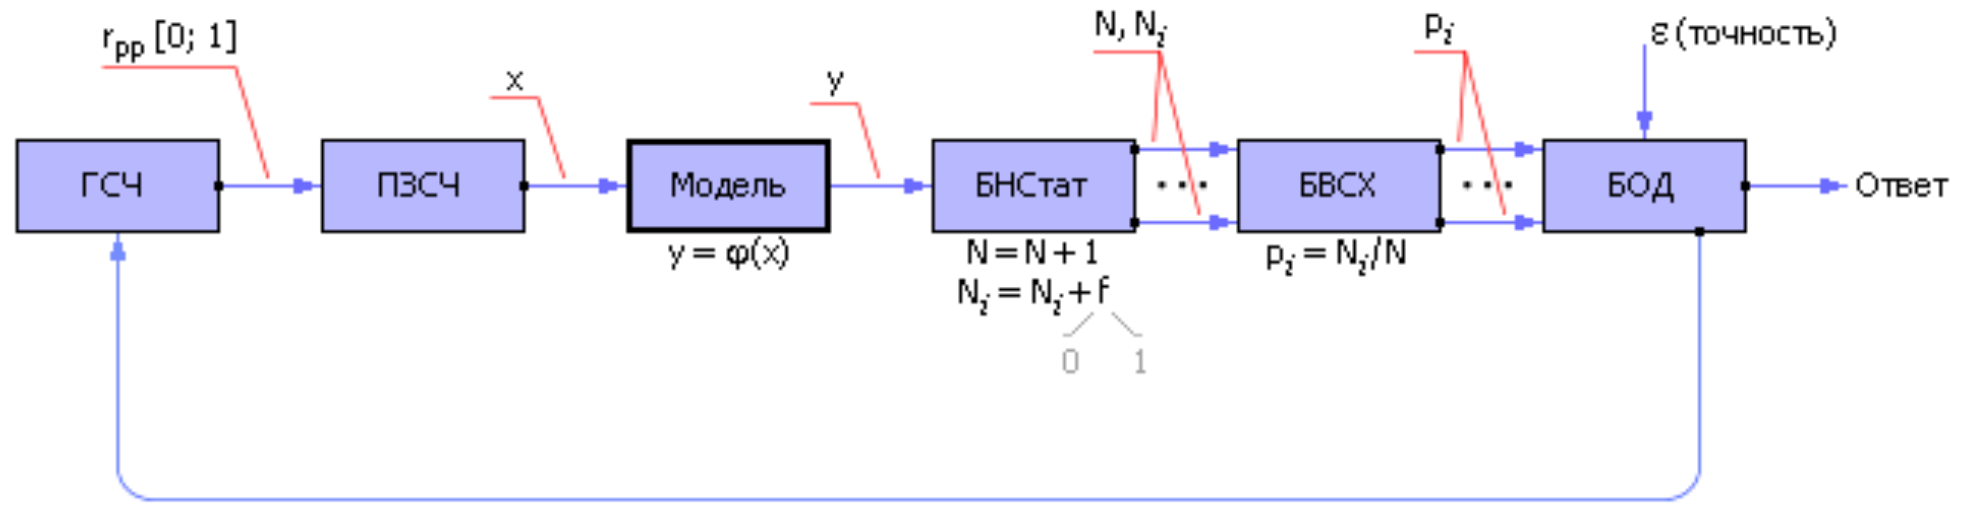 r_pp [0; 1]
x
y
N, N_i
p_i
ε (точность)
ГСЧ
ПЗСЧ
Модель
БНСтат
...
БВСХ
...
БОД
Ответ
y = φ(x)
N = N + 1
p_i = N_i/N
N_i = N_i + f
0 1